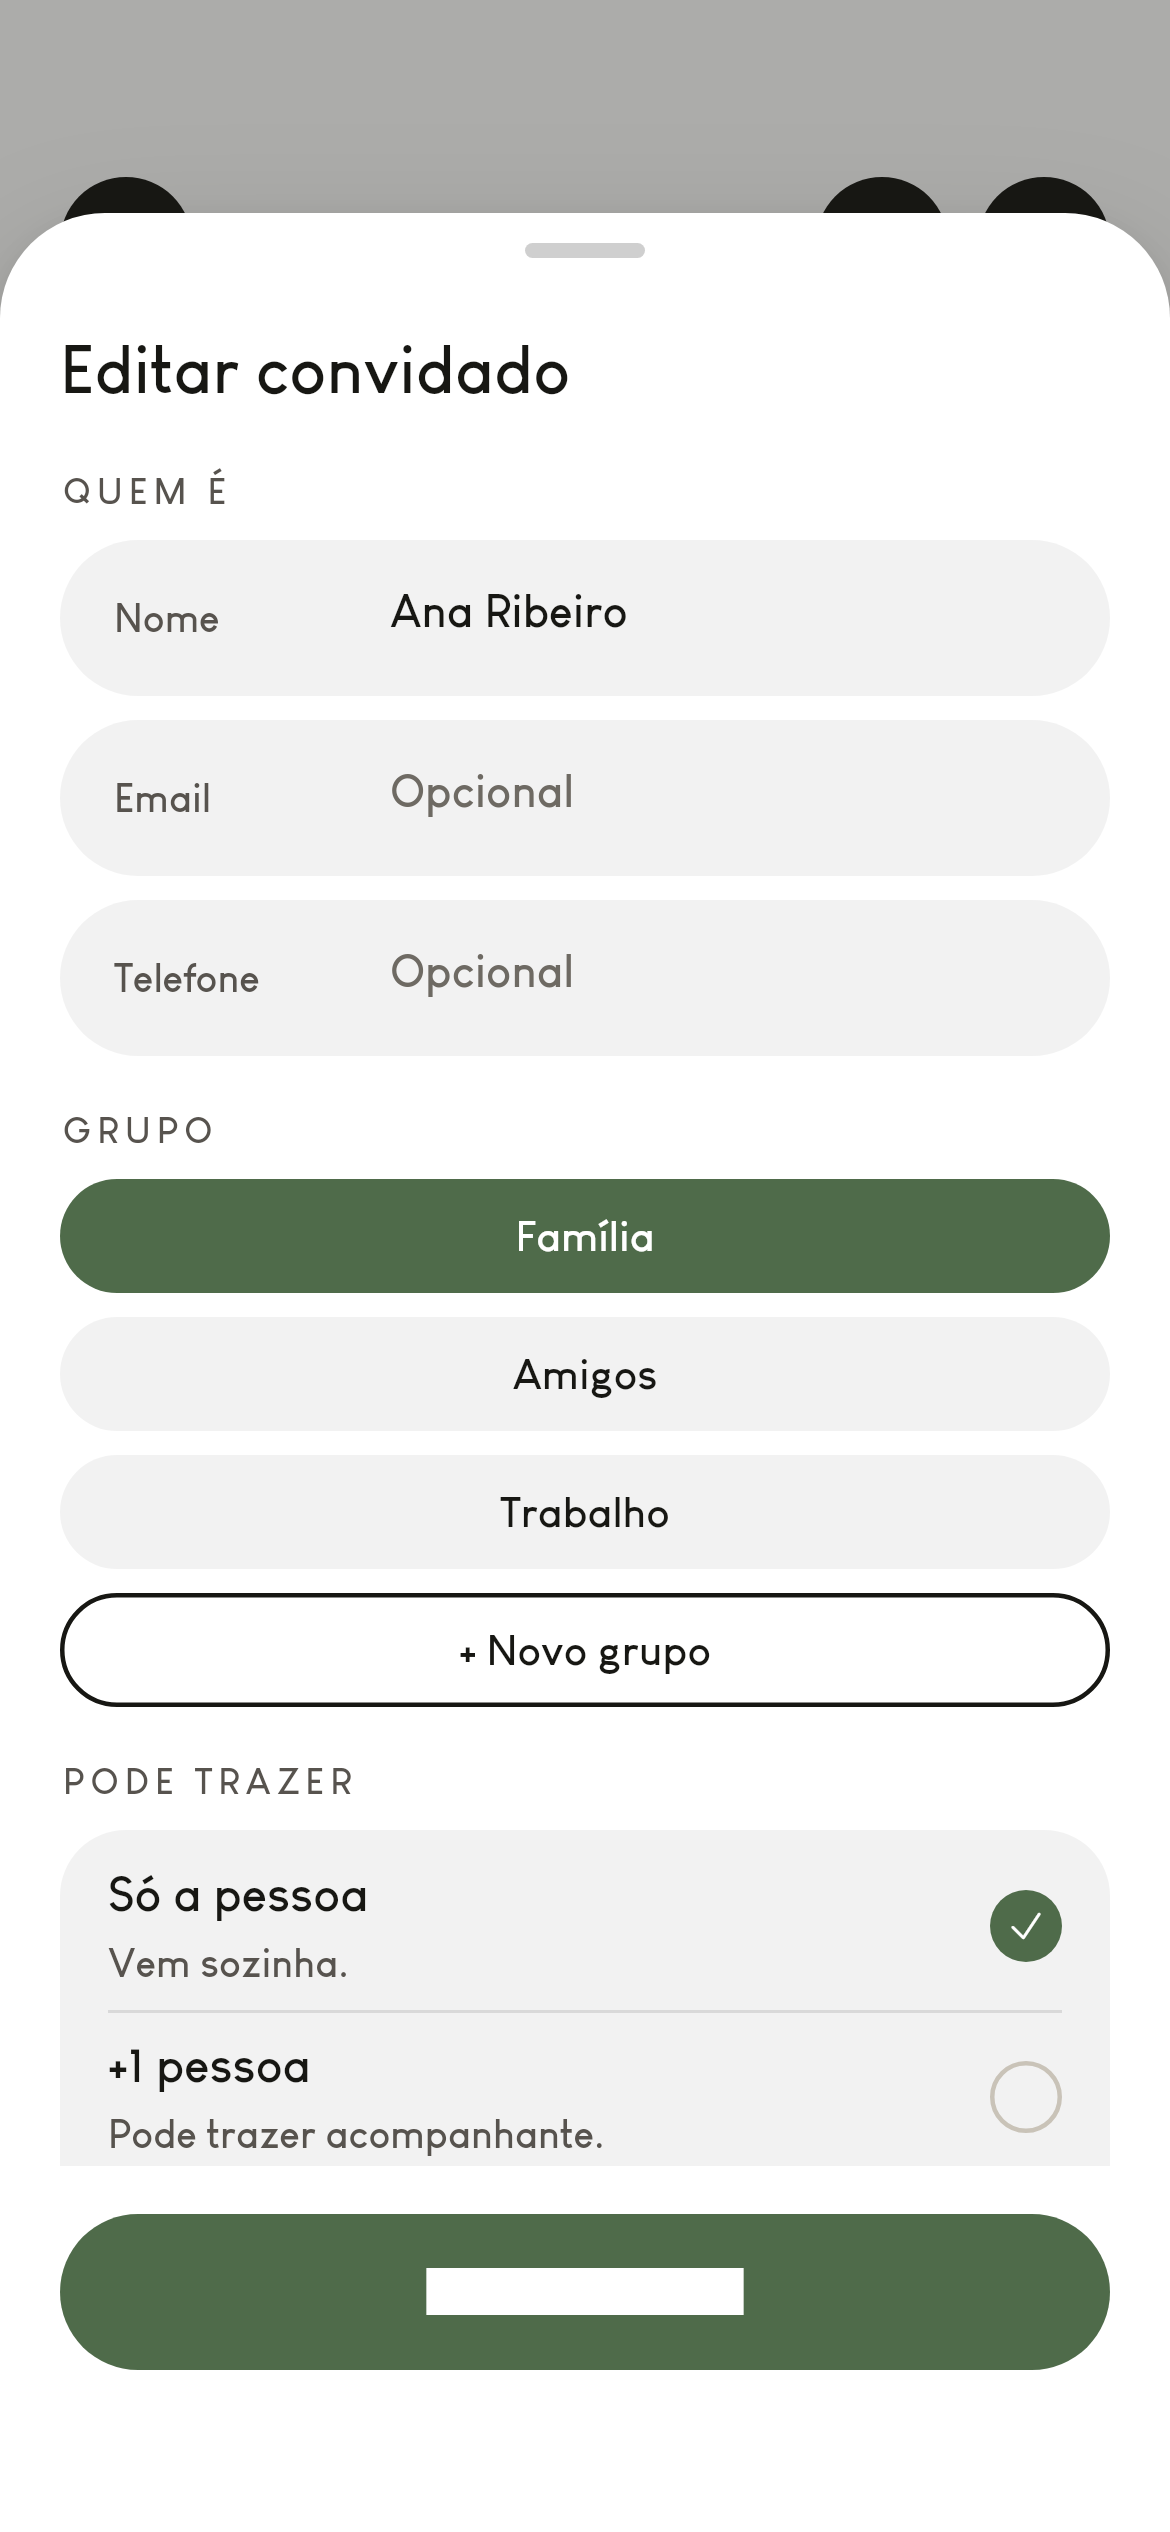 Editar convidado
QUEM É
Nome Ana Ribeiro
Email Opcional
Telefone Opcional
GRUPO
Família
Amigos
Trabalho
+ Novo grupo
PODE TRAZER
Só a pessoa
Vem sozinha.
+1 pessoa
Pode trazer acompanhante.